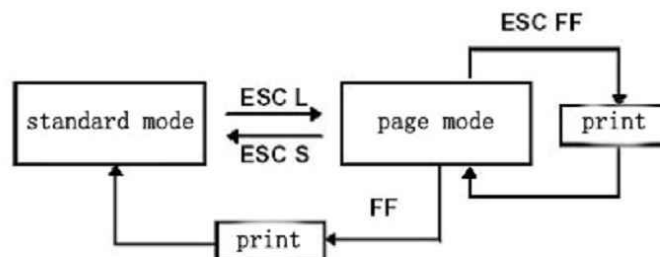 ESC FF
ESC L
standard mode
page mode
print
ESC S
FF
print